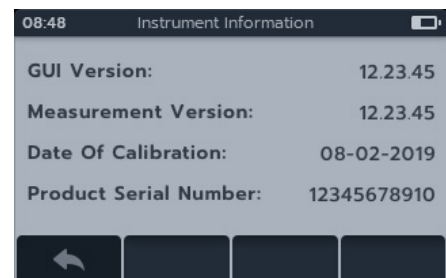 08:48 Instrument Information
GUI Version: 12.23.45
Measurement Version: 12.23.45
Date Of Calibration: 08-02-2019
Product Serial Number: 12345678910